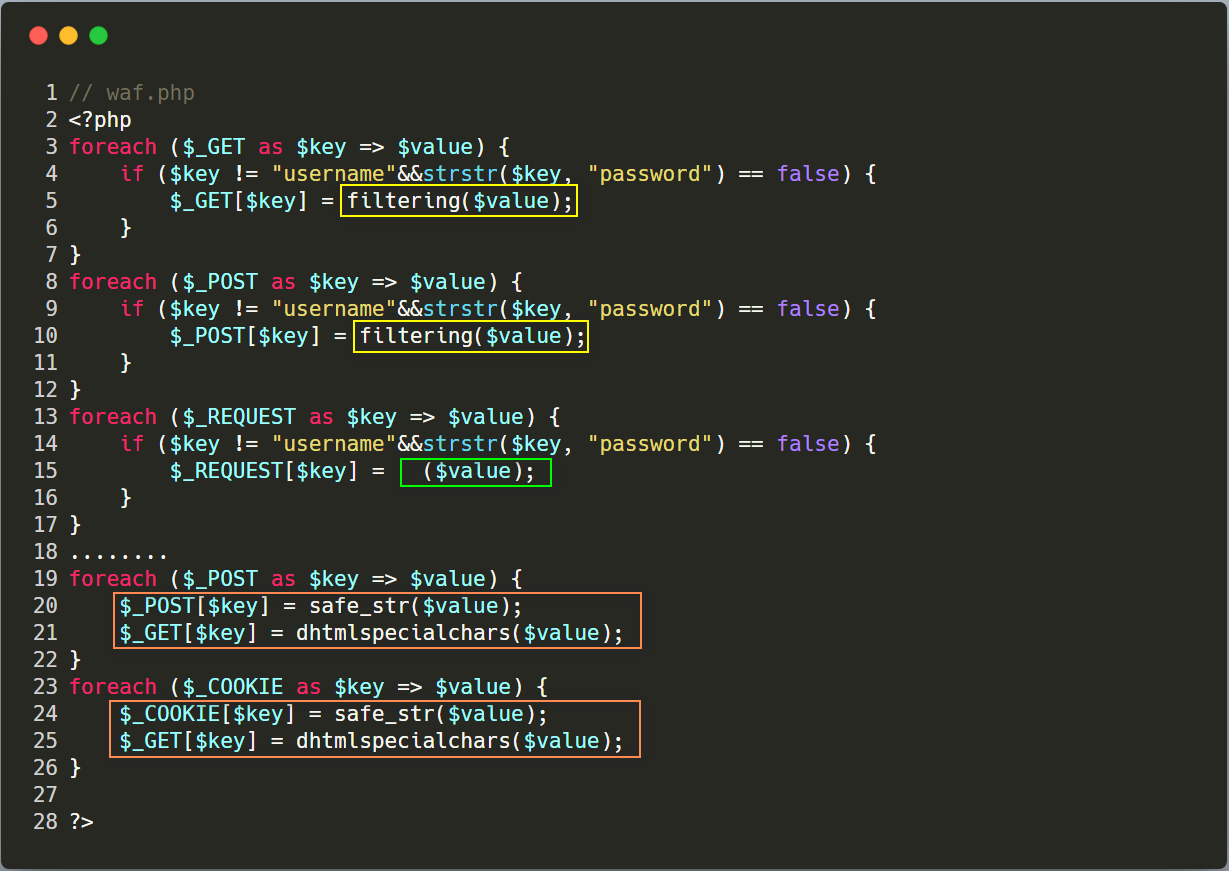 1 // waf.php
2 <?php
3 foreach ($_GET as $key => $value) {
4     if ($key != "username"&&strstr($key, "password") == false) {
5         $_GET[$key] = filtering($value);
6     }
7 }
8 foreach ($_POST as $key => $value) {
9     if ($key != "username"&&strstr($key, "password") == false) {
10         $_POST[$key] = filtering($value);
11     }
12 }
13 foreach ($_REQUEST as $key => $value) {
14     if ($key != "username"&&strstr($key, "password") == false) {
15         $_REQUEST[$key] =   ($value);
16     }
17 }
18 ........
19 foreach ($_POST as $key => $value) {
20     $_POST[$key] = safe_str($value);
21     $_GET[$key] = dhtmlspecialchars($value);
22 }
23 foreach ($_COOKIE as $key => $value) {
24     $_COOKIE[$key] = safe_str($value);
25     $_GET[$key] = dhtmlspecialchars($value);
26 }
27
28 ?>